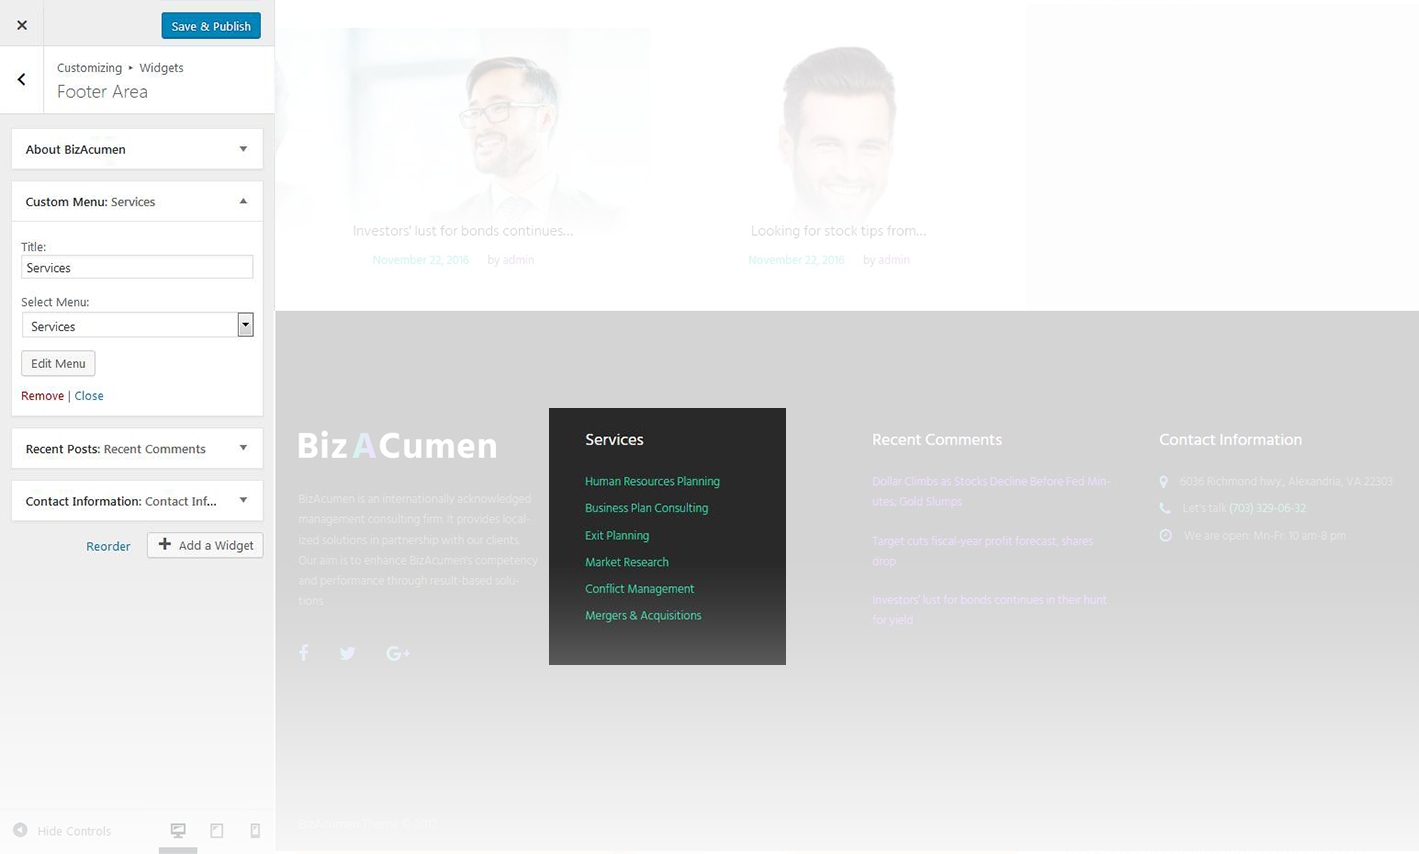 Save & Publish
Customizing ▸ Widgets
Footer Area
About BizAcumen
Custom Menu: Services
Title:
Services
Select Menu:
Services
Edit Menu
Remove | Close
Recent Posts: Recent Comments
Contact Information: Contact Inf...
Reorder
Add a Widget
Hide Controls
Investors' lust for bonds continues...
November 22, 2016 by admin
Looking for stock tips from...
November 22, 2016 by admin
BizACumen
BizAcumen is an internationally acknowledged
management consulting firm. It provides local-
ized solutions in partnership with our clients.
Our aim is to enhance BizAcumen's competency
and performance through result-based solu-
tions
Services
Human Resources Planning
Business Plan Consulting
Exit Planning
Market Research
Conflict Management
Mergers & Acquisitions
Recent Comments
Dollar Climbs as Stocks Decline Before Fed Min-
utes; Gold Slumps
Target cuts fiscal-year profit forecast, shares
drop
Investors' lust for bonds continues in their hunt
for yield
Contact Information
6036 Richmond hwy., Alexandria, VA 22303
Let's talk (703) 329-06-32
We are open: Mn-Fr: 10 am-8 pm